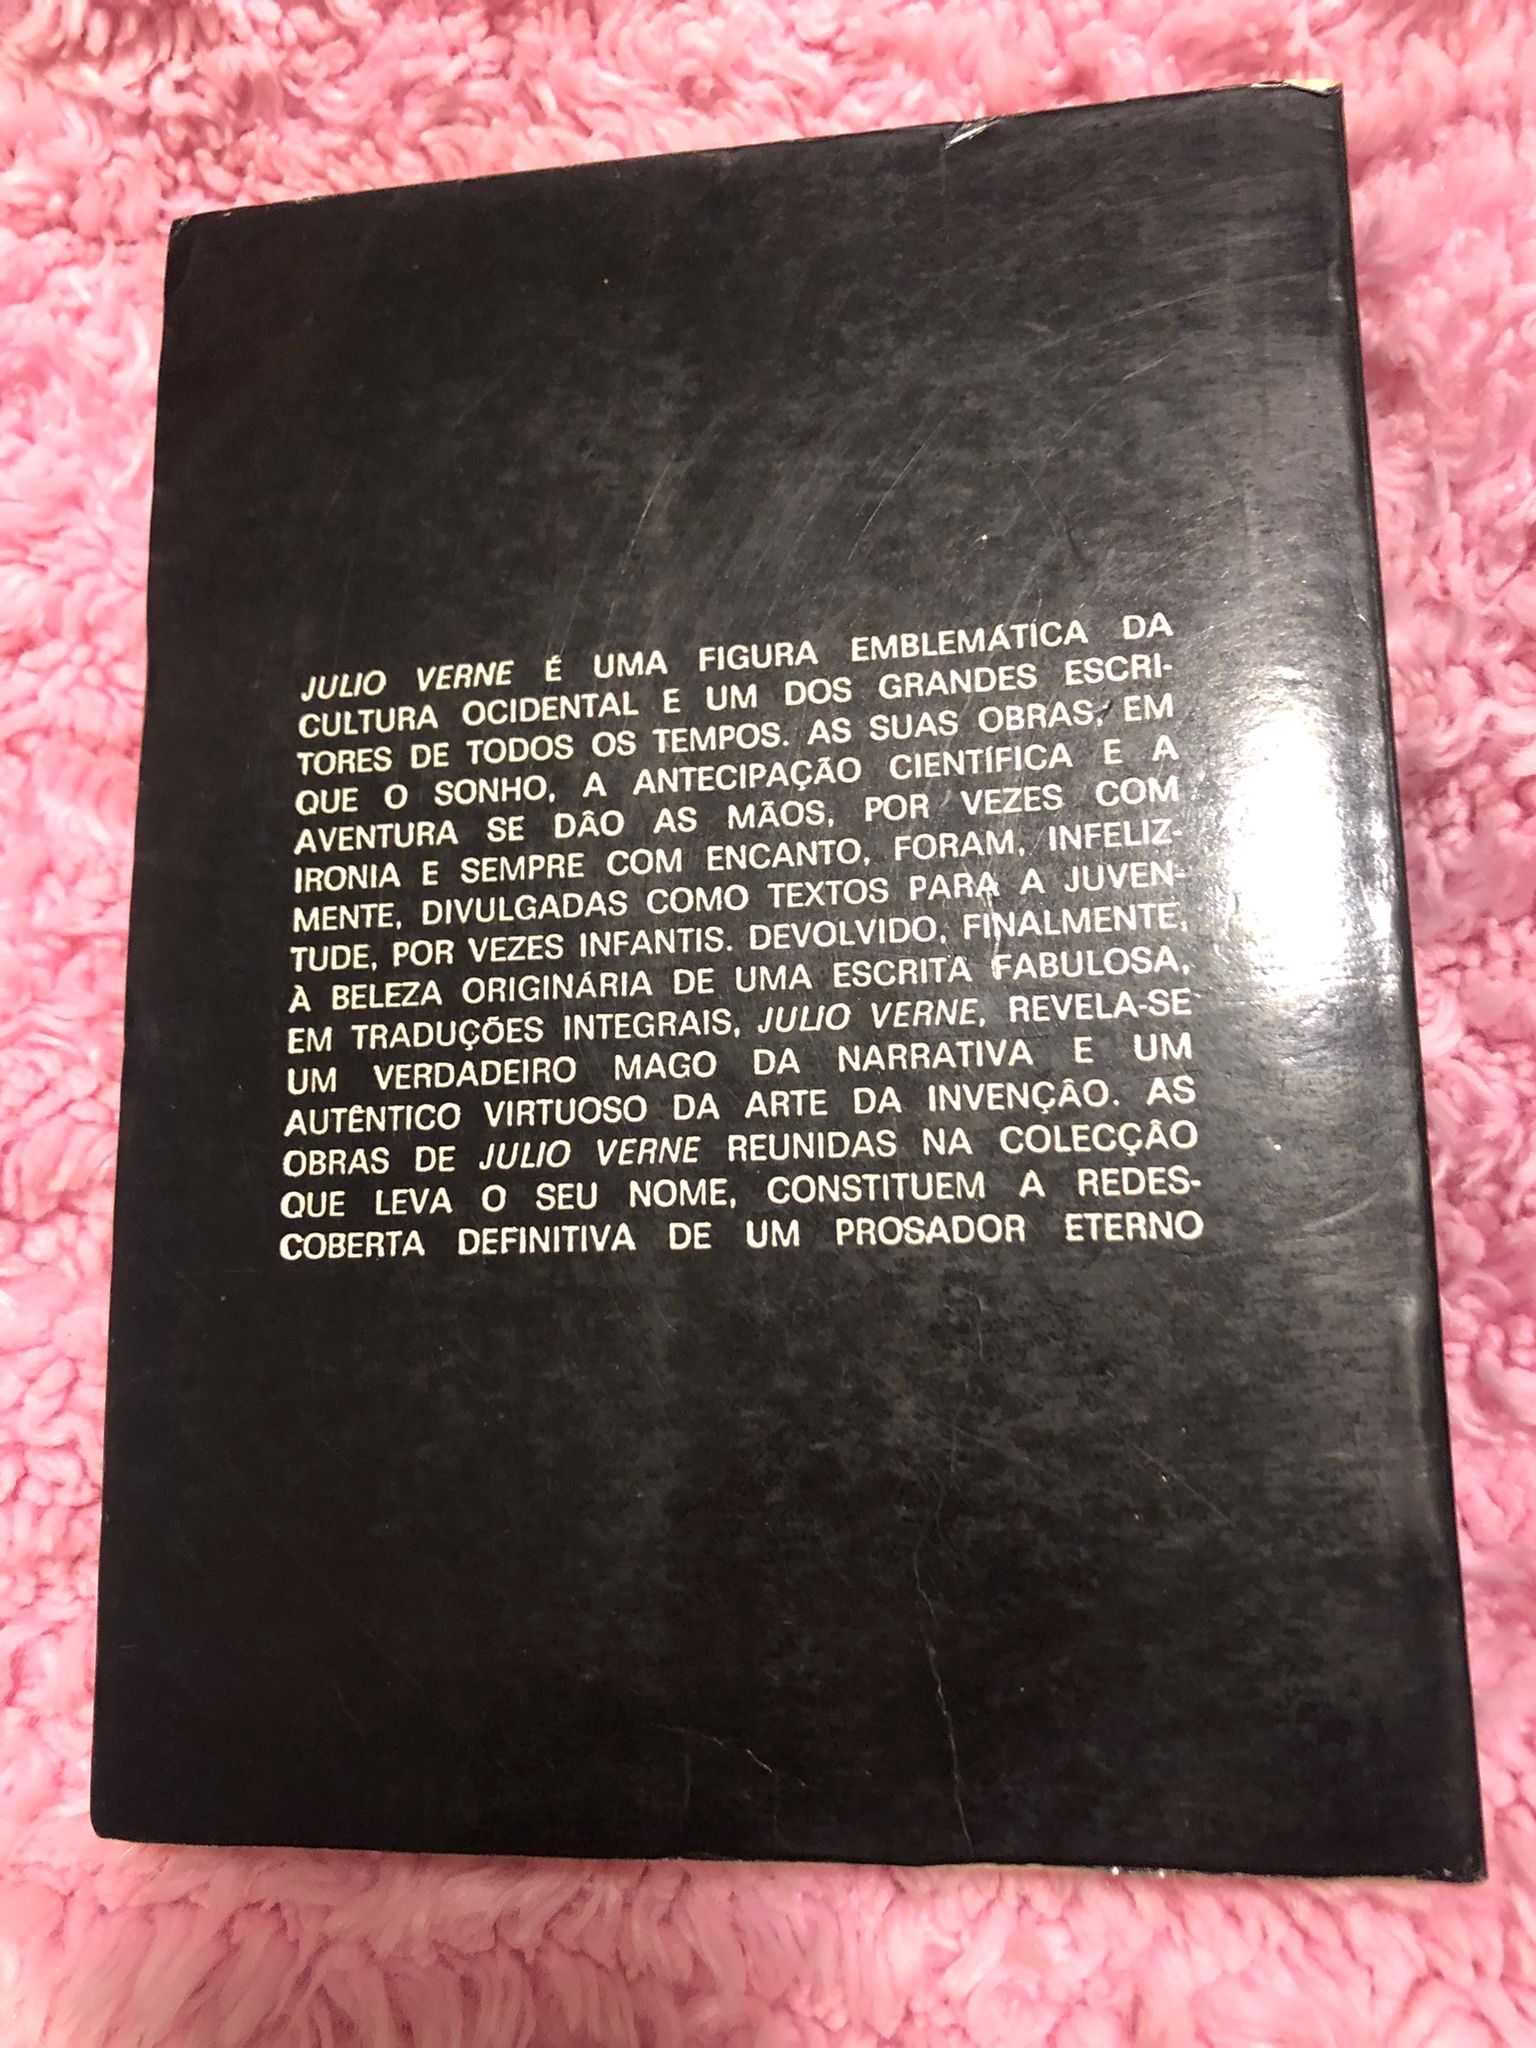 JULIO VERNE É UMA FIGURA EMBLEMÁTICA DA
CULTURA OCIDENTAL E UM DOS GRANDES ESCRI-
TORES DE TODOS OS TEMPOS. AS SUAS OBRAS, EM
QUE O SONHO, A ANTECIPAÇÃO CIENTÍFICA E A
AVENTURA SE DÃO AS MÃOS, POR VEZES COM
IRONIA E SEMPRE COM ENCANTO, FORAM, INFELIZ-
MENTE, DIVULGADAS COMO TEXTOS PARA A JUVEN-
TUDE, POR VEZES INFANTIS. DEVOLVIDO, FINALMENTE,
À BELEZA ORIGINÁRIA DE UMA ESCRITA FABULOSA,
EM TRADUÇÕES INTEGRAIS, JULIO VERNE, REVELA-SE
UM VERDADEIRO MAGO DA NARRATIVA E UM
AUTÊNTICO VIRTUOSO DA ARTE DA INVENÇÃO. AS
OBRAS DE JULIO VERNE REUNIDAS NA COLECÇÃO
QUE LEVA O SEU NOME, CONSTITUEM A REDES-
COBERTA DEFINITIVA DE UM PROSADOR ETERNO